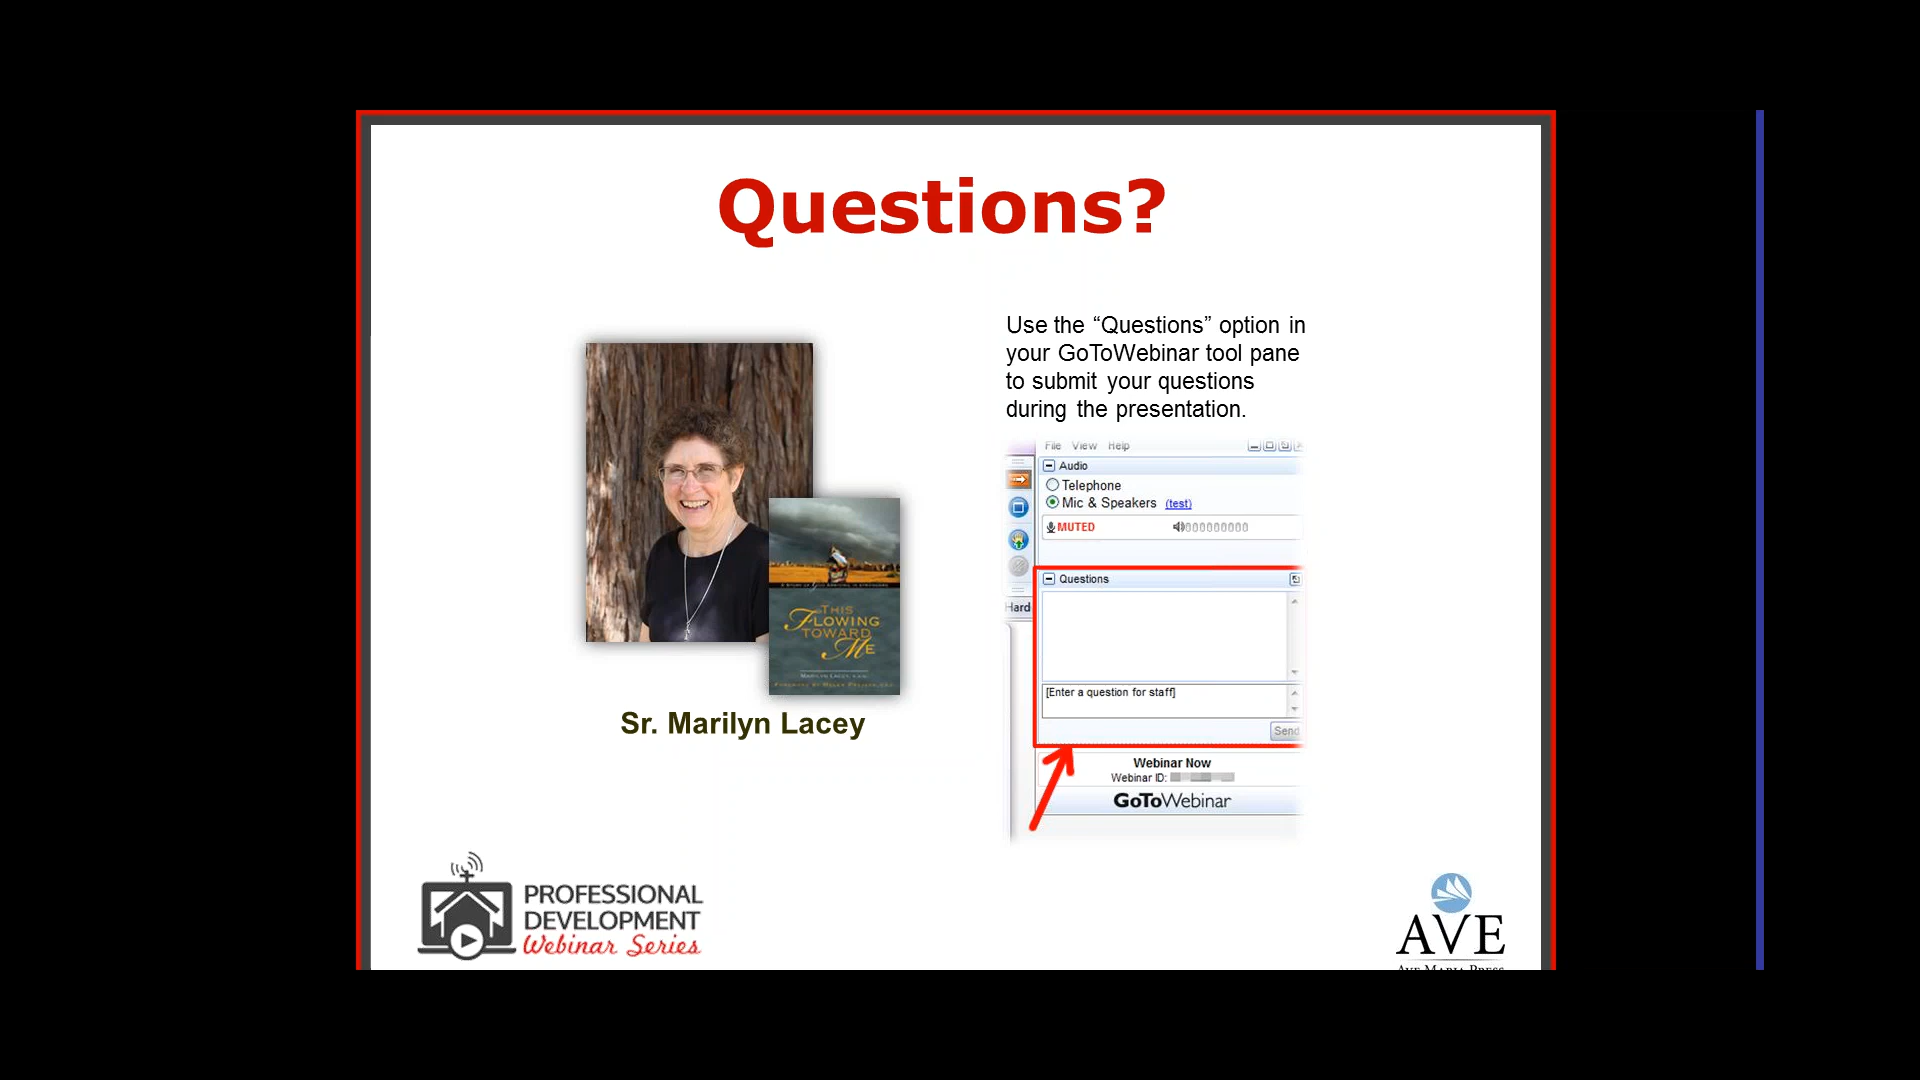 Questions?
Use the “Questions” option in
your GoToWebinar tool pane
to submit your questions
during the presentation.
File View Help
Audio
Telephone
Mic & Speakers (test)
MUTED
Questions
Hard
[Enter a question for staff]
Send
Webinar Now
Webinar ID:
GoToWebinar
THIS
FLOWING
TOWARD
ME
MARILYN LACEY,
Sr. Marilyn Lacey
PROFESSIONAL
DEVELOPMENT
Webinar Series
AVE
AVE MARIA PRESS